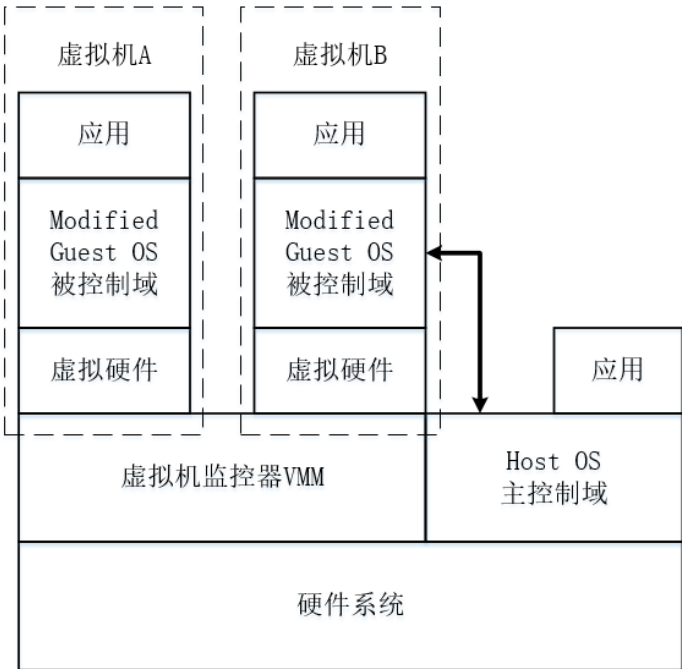 虚拟机A
虚拟机B
应用
应用
Modified
Guest OS
被控制域
Modified
Guest OS
被控制域
虚拟硬件
虚拟硬件
应用
虚拟机监控器VMM
Host OS
主控制域
硬件系统